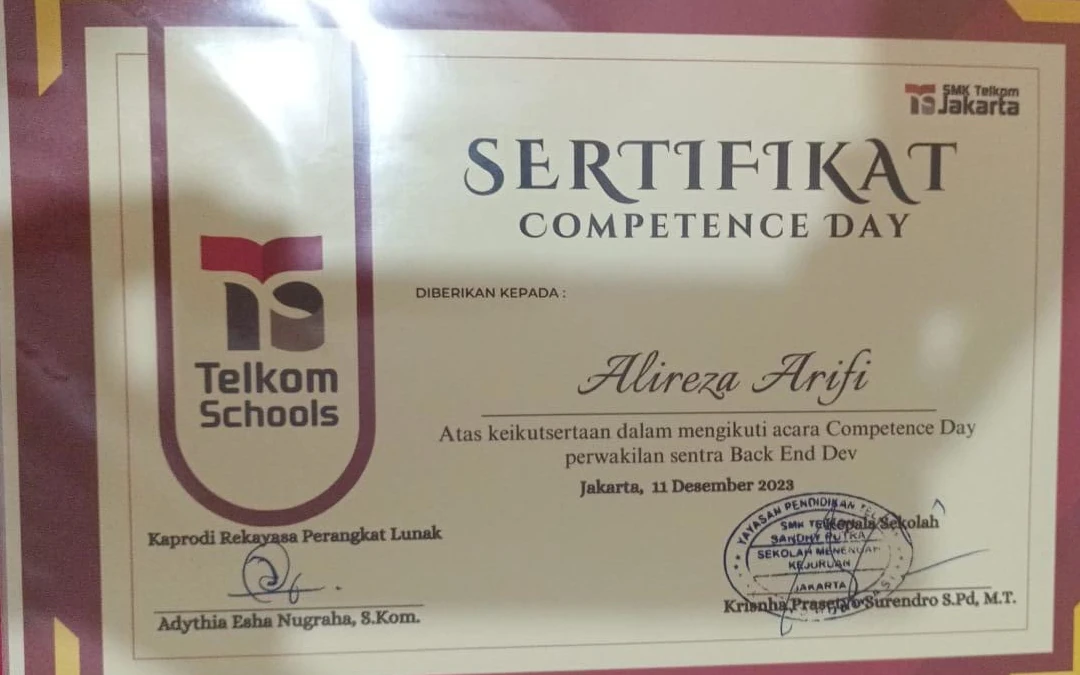 SMK Telkom
Jakarta
SERTIFIKAT
COMPETENCE DAY
DIBERIKAN KEPADA :
Telkom
Schools
Alireza Arifi
Atas keikutsertaan dalam mengikuti acara Competence Day
perwakilan sentra Back End Dev
Jakarta, 11 Desember 2023
Kaprodi Rekayasa Perangkat Lunak
Adythia Esha Nugraha, S.Kom.
Kepala Sekolah
YAYASAN PENDIDIKAN
SMK
SANDHY PUTRA
SEKOLAH MENENGAH
KEJURUAN
JAKARTA
Krisnha Prasetyo Surendro S.Pd, M.T.